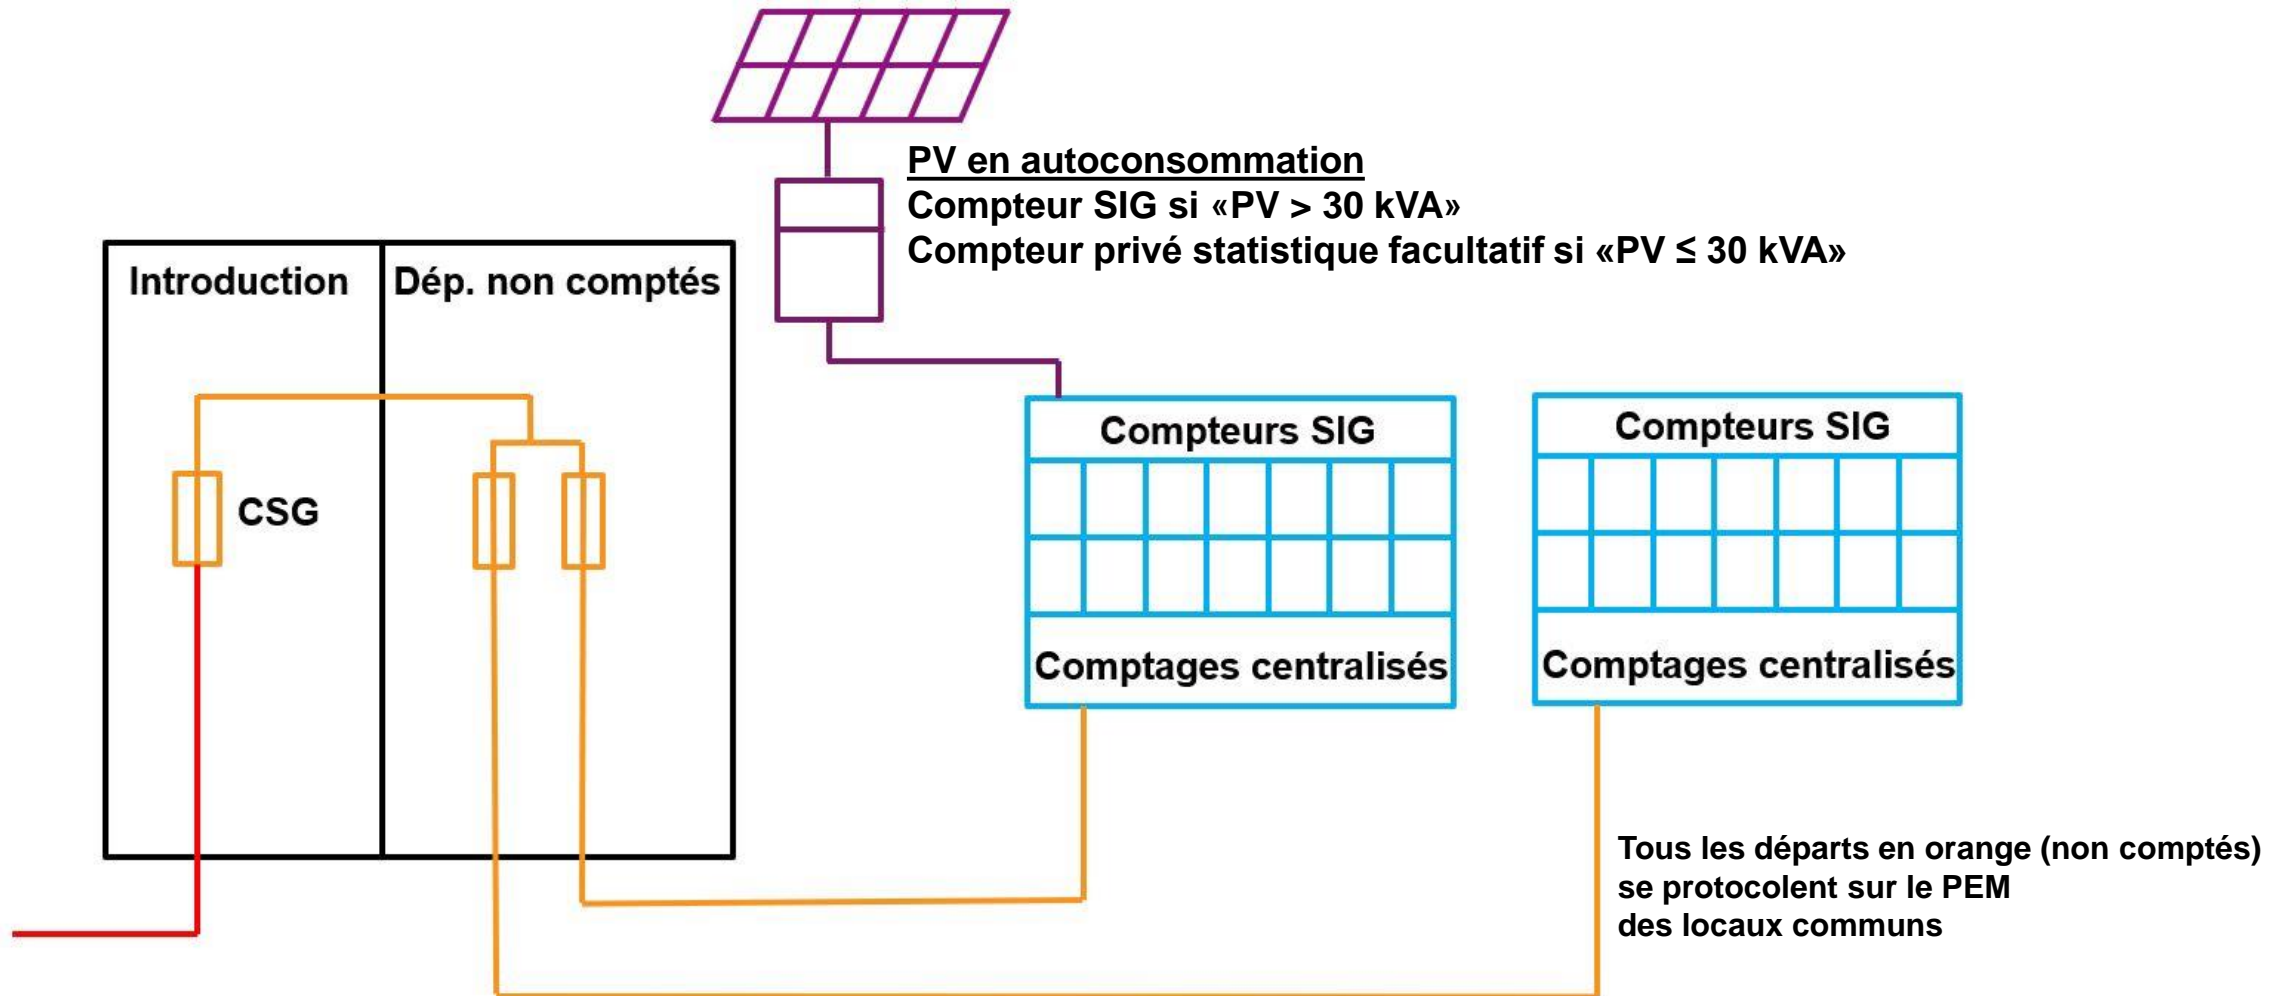 PV en autoconsommation
Compteur SIG si «PV > 30 kVA»
Compteur privé statistique facultatif si «PV ≤ 30 kVA»
Introduction
Dép. non comptés
CSG
Compteurs SIG
Comptages centralisés
Compteurs SIG
Comptages centralisés
Tous les départs en orange (non comptés)
se protocolent sur le PEM
des locaux communs